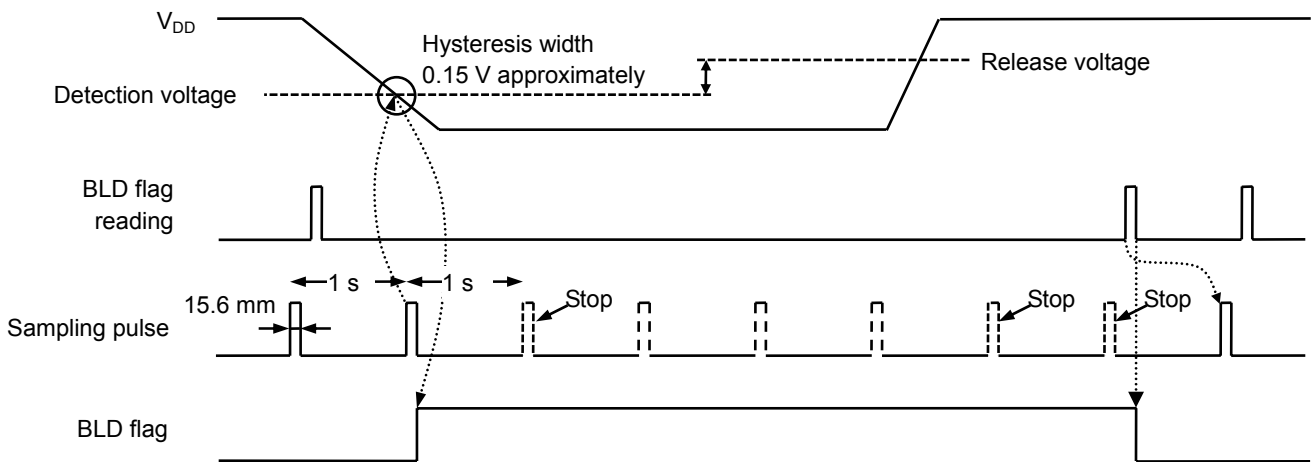 VDD
Hysteresis width
0.15 V approximately
Release voltage
Detection voltage
BLD flag
reading
1 s
1 s
15.6 mm
Stop
Stop
Stop
Sampling pulse
BLD flag